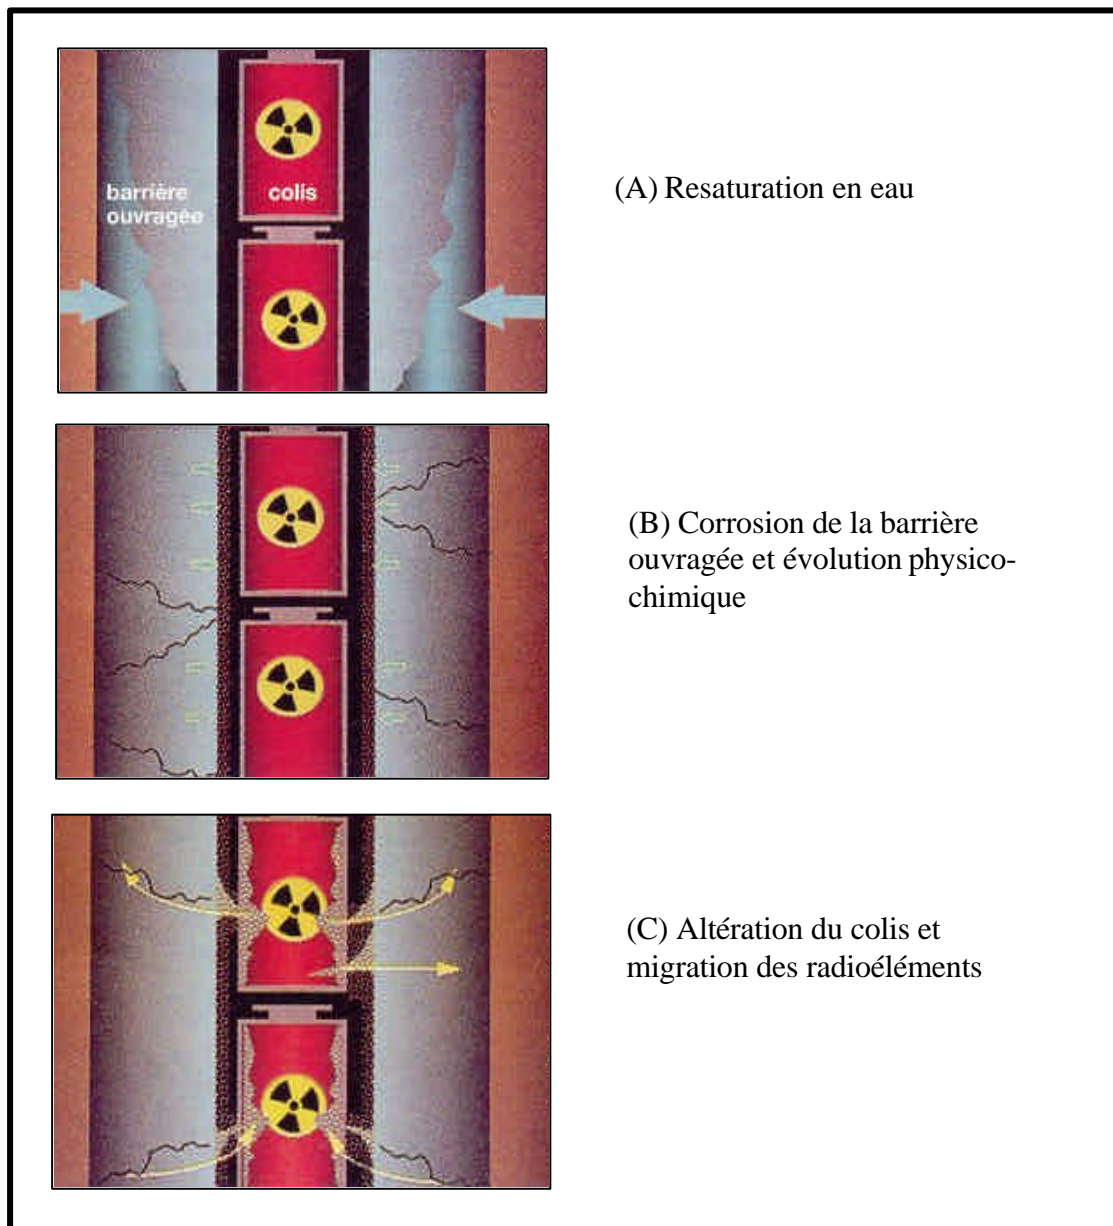 barrière
ouvragée
colis
(A) Resaturation en eau
(B) Corrosion de la barrière
ouvragée et évolution physico-
chimique
(C) Altération du colis et
migration des radioéléments